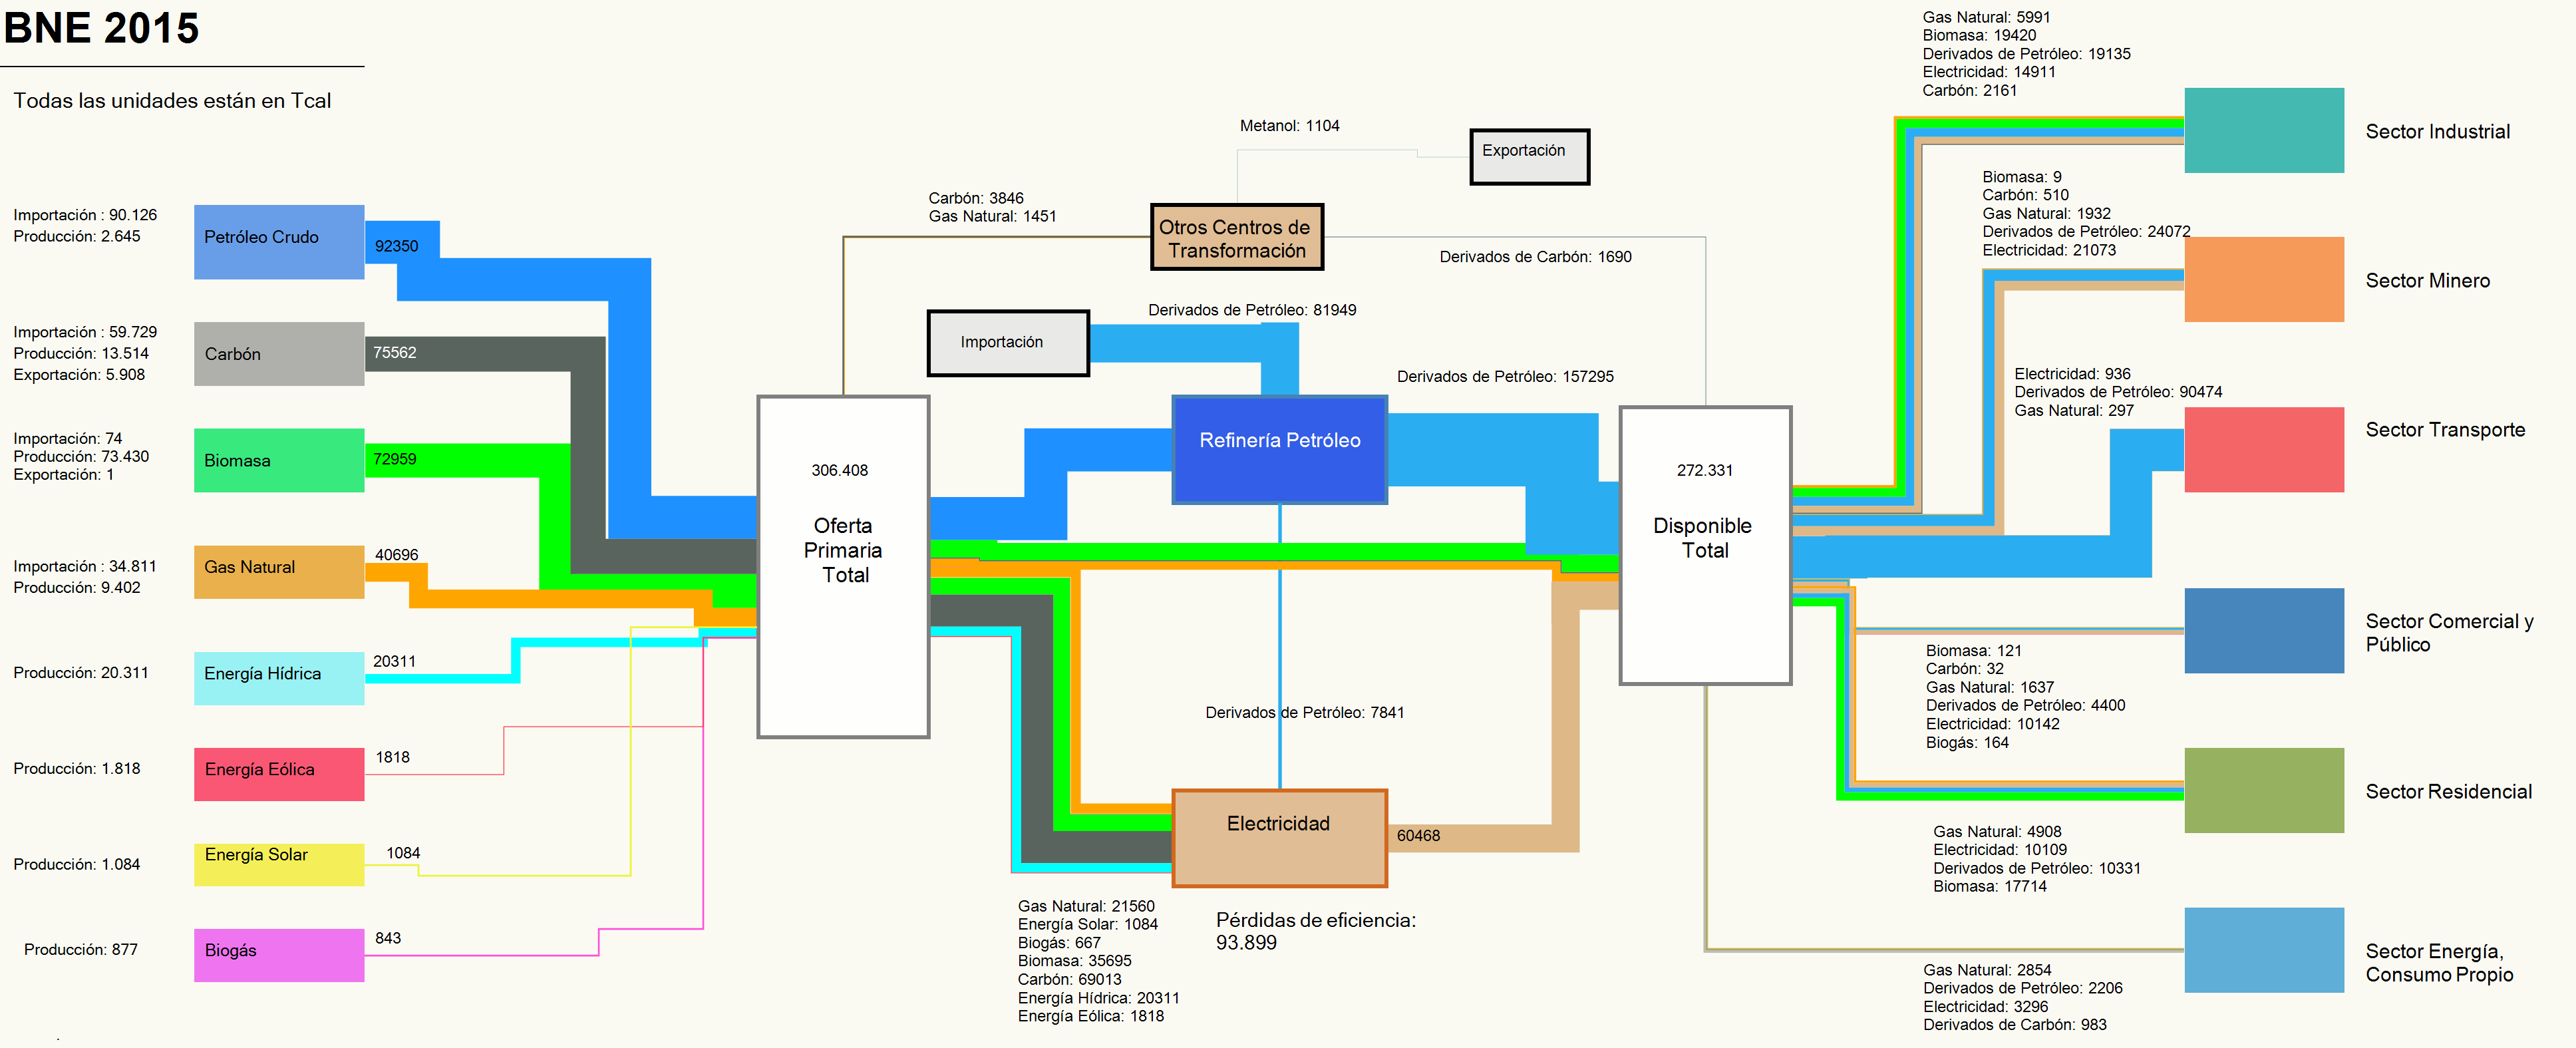 BNE 2015
Todas las unidades están en Tcal
Importación : 90.126
Producción: 2.645
Petróleo Crudo
92350
Importación : 59.729
Producción: 13.514
Exportación: 5.908
Carbón
75562
Importación: 74
Producción: 73.430
Exportación: 1
Biomasa
72959
Importación : 34.811
Producción: 9.402
Gas Natural
40696
Producción: 20.311
Energía Hídrica
20311
Producción: 1.818
Energía Eólica
1818
Producción: 1.084
Energía Solar
1084
Producción: 877
Biogás
843
306.408
Oferta
Primaria
Total
Carbón: 3846
Gas Natural: 1451
Metanol: 1104
Exportación
Otros Centros de
Transformación
Derivados de Carbón: 1690
Importación
Derivados de Petróleo: 81949
Derivados de Petróleo: 157295
Refinería Petróleo
Derivados de Petróleo: 7841
Electricidad
60468
Gas Natural: 21560
Energía Solar: 1084
Biogás: 667
Biomasa: 35695
Carbón: 69013
Energía Hídrica: 20311
Energía Eólica: 1818
Pérdidas de eficiencia:
93.899
272.331
Disponible
Total
Gas Natural: 5991
Biomasa: 19420
Derivados de Petróleo: 19135
Electricidad: 14911
Carbón: 2161
Sector Industrial
Biomasa: 9
Carbón: 510
Gas Natural: 1932
Derivados de Petróleo: 24072
Electricidad: 21073
Sector Minero
Electricidad: 936
Derivados de Petróleo: 90474
Gas Natural: 297
Sector Transporte
Sector Comercial y
Público
Biomasa: 121
Carbón: 32
Gas Natural: 1637
Derivados de Petróleo: 4400
Electricidad: 10142
Biogás: 164
Sector Residencial
Gas Natural: 4908
Electricidad: 10109
Derivados de Petróleo: 10331
Biomasa: 17714
Sector Energía,
Consumo Propio
Gas Natural: 2854
Derivados de Petróleo: 2206
Electricidad: 3296
Derivados de Carbón: 983